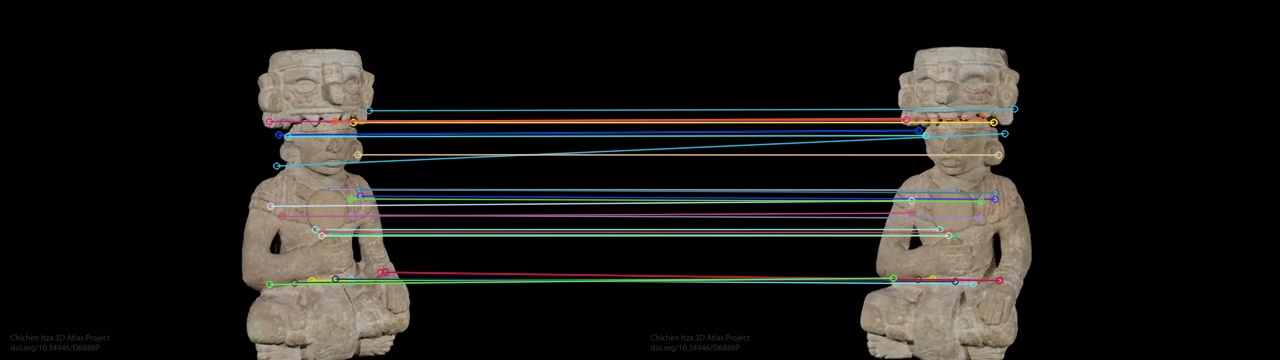 Chichen Itza 3D Atlas Project
doi.org/10.34946/D6B88P
Chichen Itza 3D Atlas Project
doi.org/10.34946/D6B88P